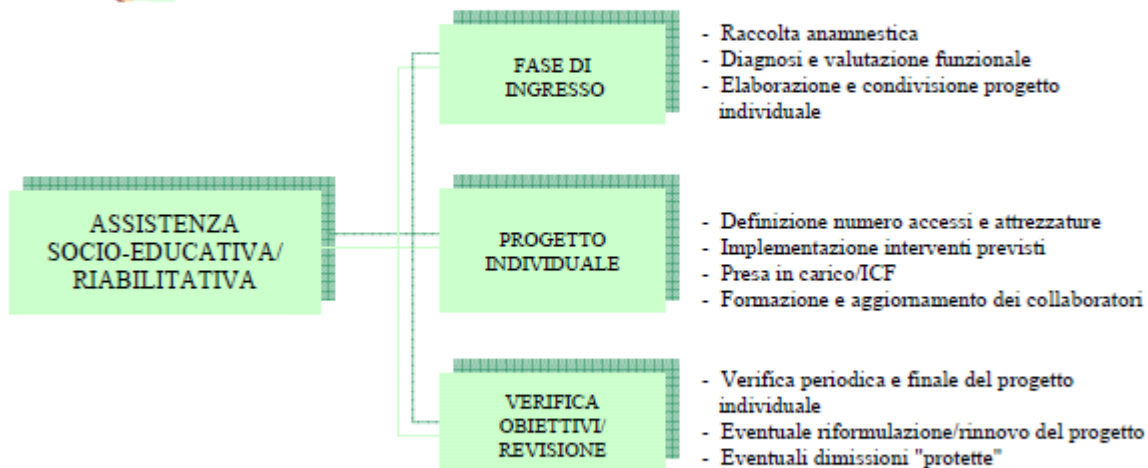 FASE DI
INGRESSO
- Raccolta anamnestica
- Diagnosi e valutazione funzionale
- Elaborazione e condivisione progetto
individuale
ASSISTENZA
SOCIO-EDUCATIVA/
RIABILITATIVA
PROGETTO
INDIVIDUALE
- Definizione numero accessi e attrezzature
- Implementazione interventi previsti
- Presa in carico/ICF
- Formazione e aggiornamento dei collaboratori
VERIFICA
OBIETTIVI/
REVISIONE
- Verifica periodica e finale del progetto
individuale
- Eventuale riformulazione/rinnovo del progetto
- Eventuali dimissioni "protette"